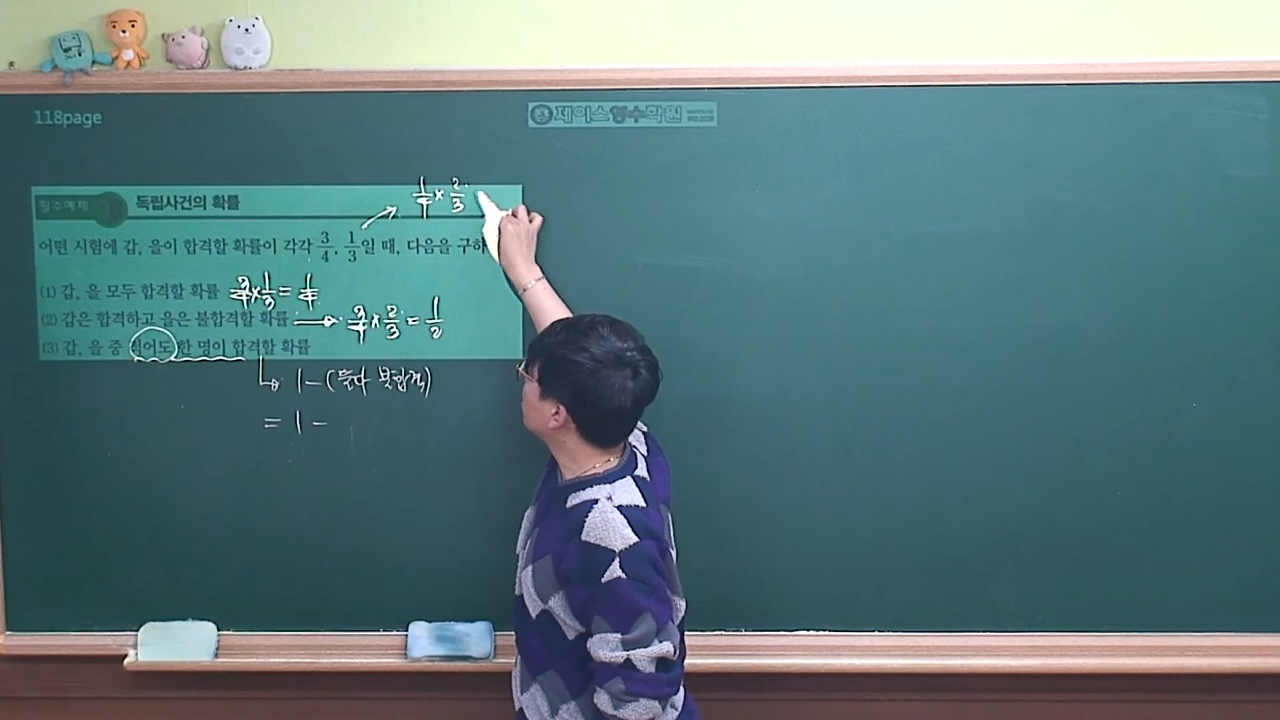 118page
제이스영수학원
필수예제
독립사건의 확률
1/4 × 2/3
어떤 시험에 갑, 을이 합격할 확률이 각각 3/4, 1/3일 때, 다음을 구하
(1) 갑, 을 모두 합격할 확률 3/4 × 1/3 = 1/4
(2) 갑은 합격하고 을은 불합격할 확률 → 3/4 × 2/3 = 1/2
(3) 갑, 을 중 적어도 한 명이 합격할 확률
1 - (둘다 못합격)
= 1 -